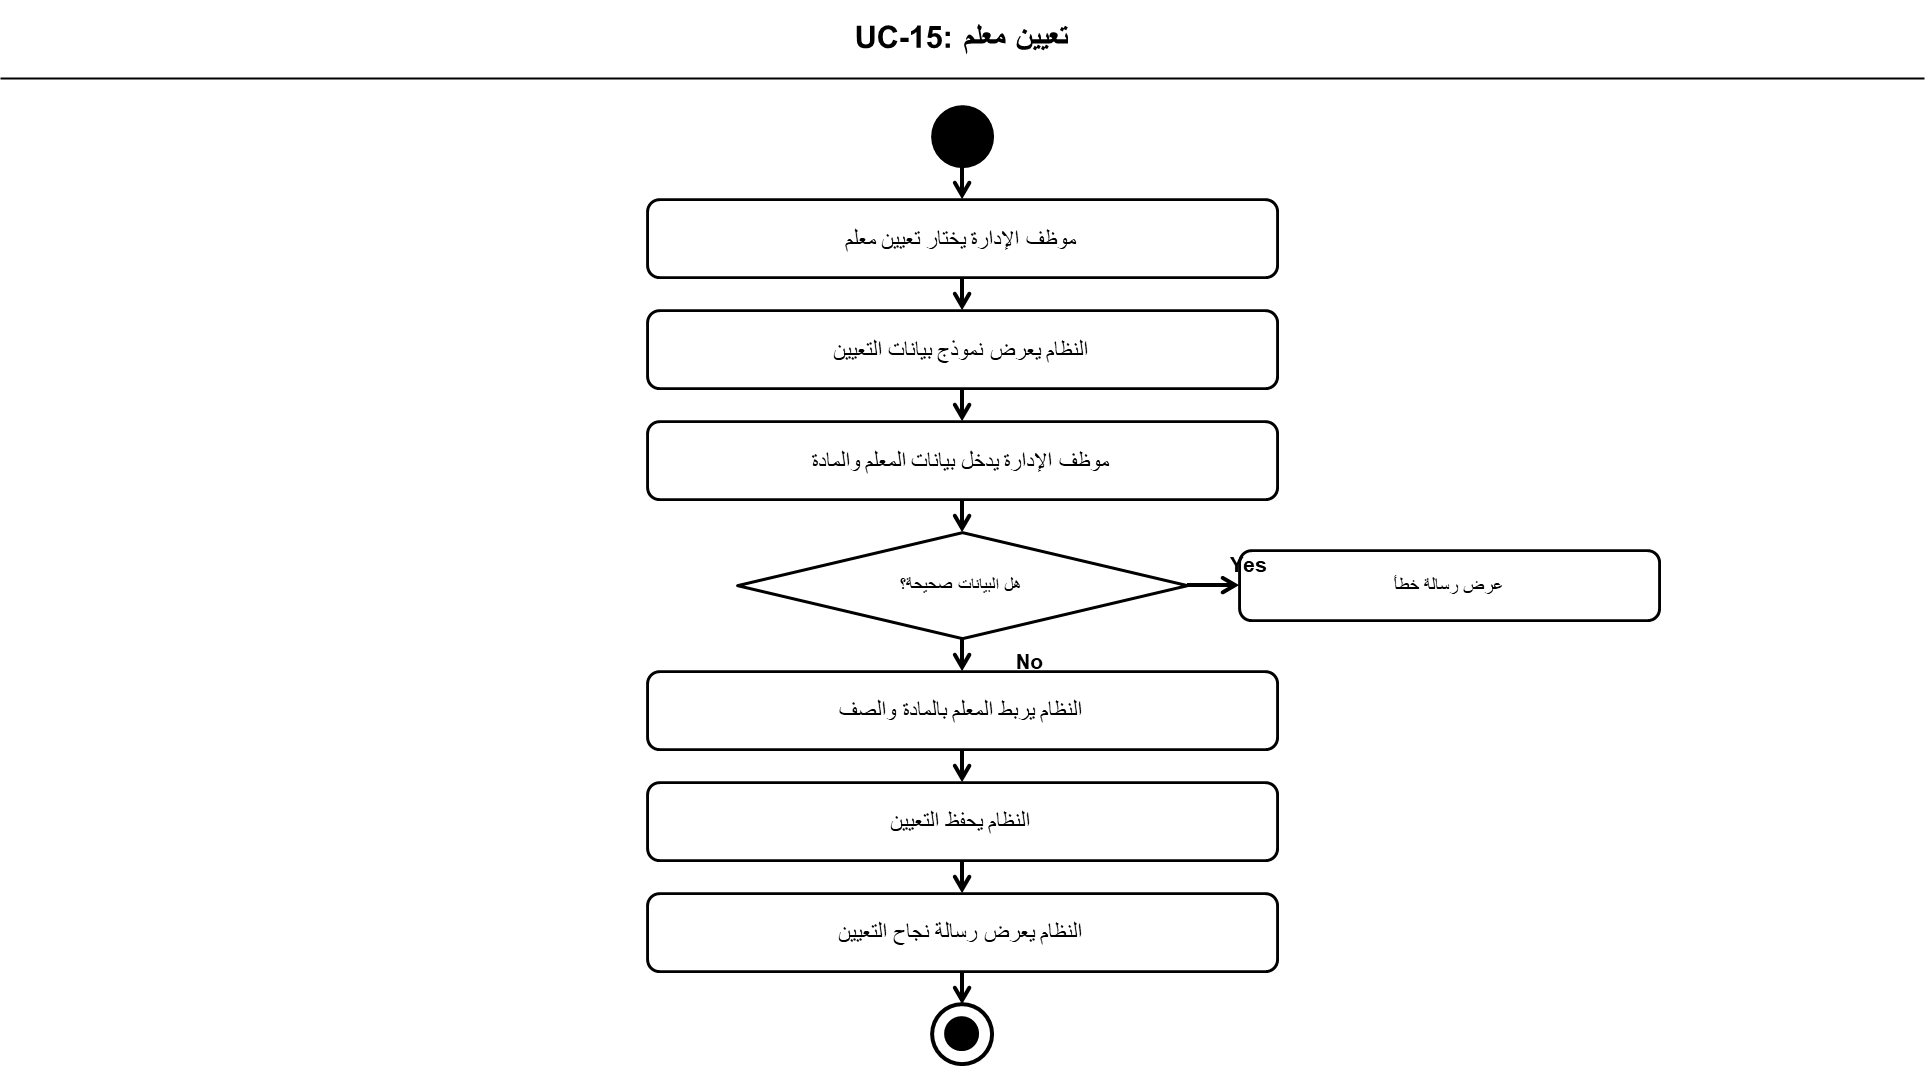 UC-15: تعيين معلم
موظف الإدارة يختار تعيين معلم
النظام يعرض نموذج بيانات التعيين
موظف الإدارة يدخل بيانات المعلم والمادة
هل البيانات صحيحة؟
Yes
عرض رسالة خطأ
No
النظام يربط المعلم بالمادة والصف
النظام يحفظ التعيين
النظام يعرض رسالة نجاح التعيين